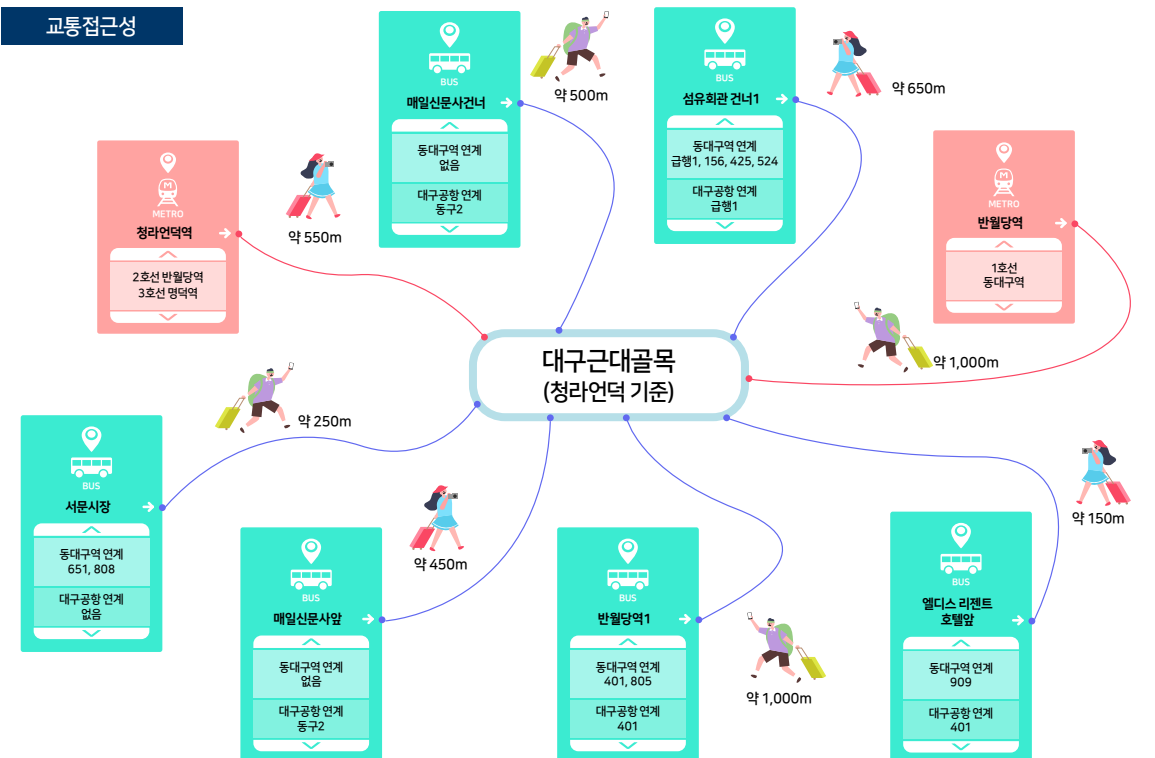 교통접근성
BUS
매일신문사건너
동대구역 연계
없음
대구공항 연계
동구2
약 500m
BUS
섬유회관 건너1
동대구역 연계
급행1, 156, 425, 524
대구공항 연계
급행1
약 650m
M
METRO
청라언덕역
2호선 반월당역
3호선 명덕역
약 550m
M
METRO
반월당역
1호선
동대구역
약 1,000m
대구근대골목
(청라언덕 기준)
BUS
서문시장
동대구역 연계
651, 808
대구공항 연계
없음
약 250m
BUS
매일신문사앞
동대구역 연계
없음
대구공항 연계
동구2
약 450m
BUS
반월당역1
동대구역 연계
401, 805
대구공항 연계
401
약 1,000m
BUS
엘디스 리젠트
호텔앞
동대구역 연계
909
대구공항 연계
401
약 150m